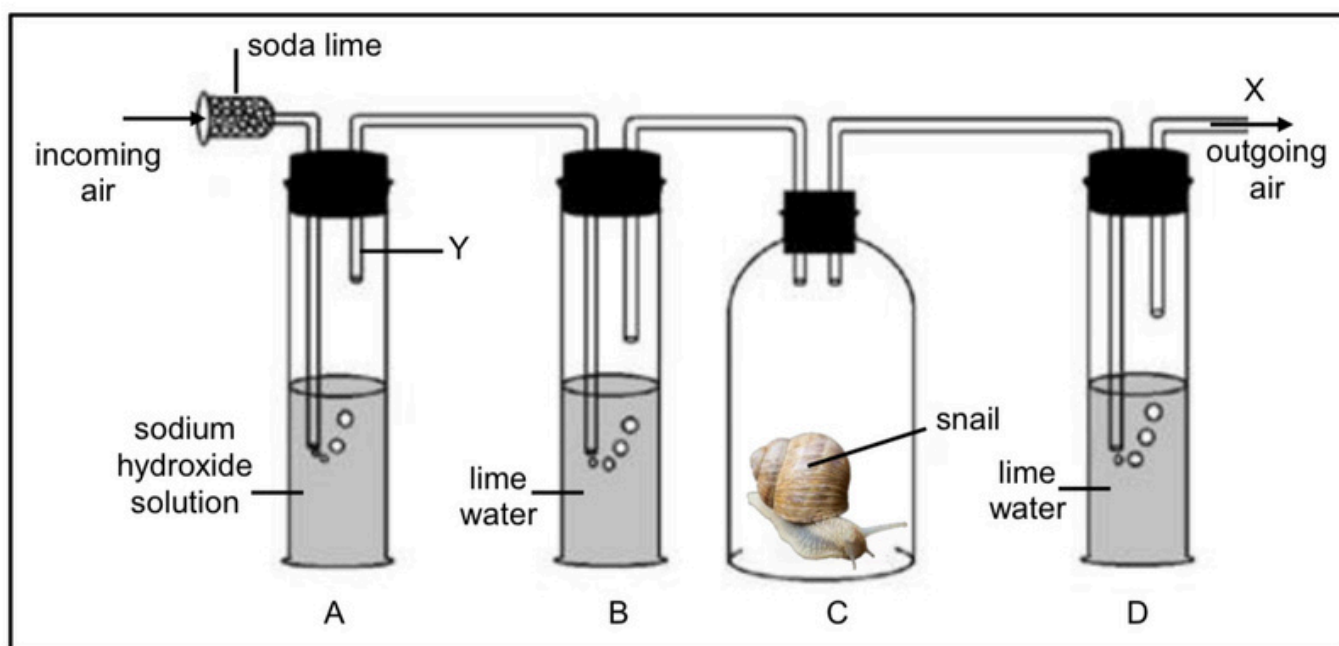 soda lime
incoming
air
X
outgoing
air
Y
snail
sodium
hydroxide
solution
lime
water
lime
water
A
B
C
D